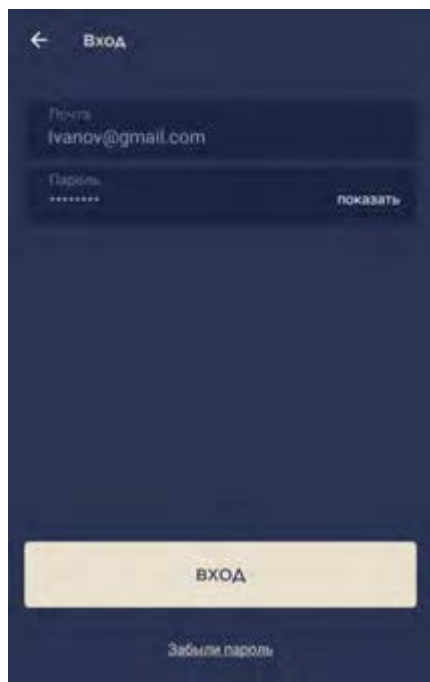 Вход
Почта
Ivanov@gmail.com
Пароль
********
показать
ВХОД
Забыли пароль